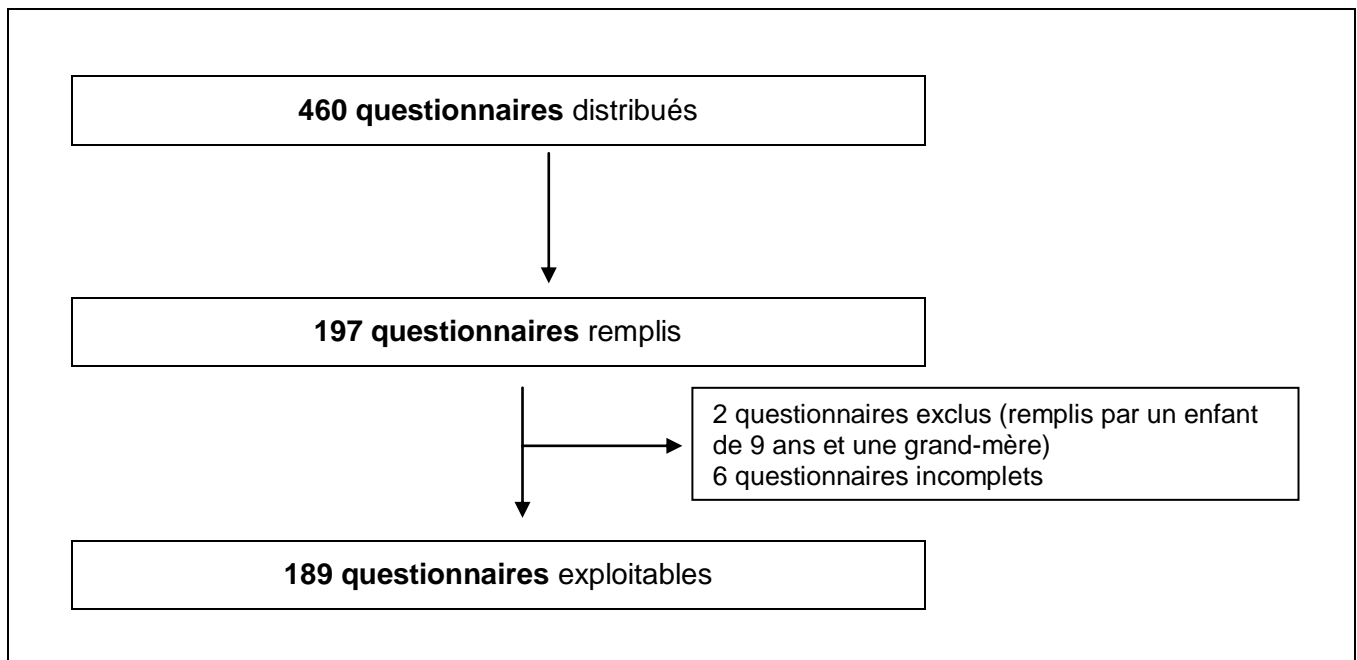 460 questionnaires distribués
197 questionnaires remplis
2 questionnaires exclus (remplis par un enfant
de 9 ans et une grand-mère)
6 questionnaires incomplets
189 questionnaires exploitables